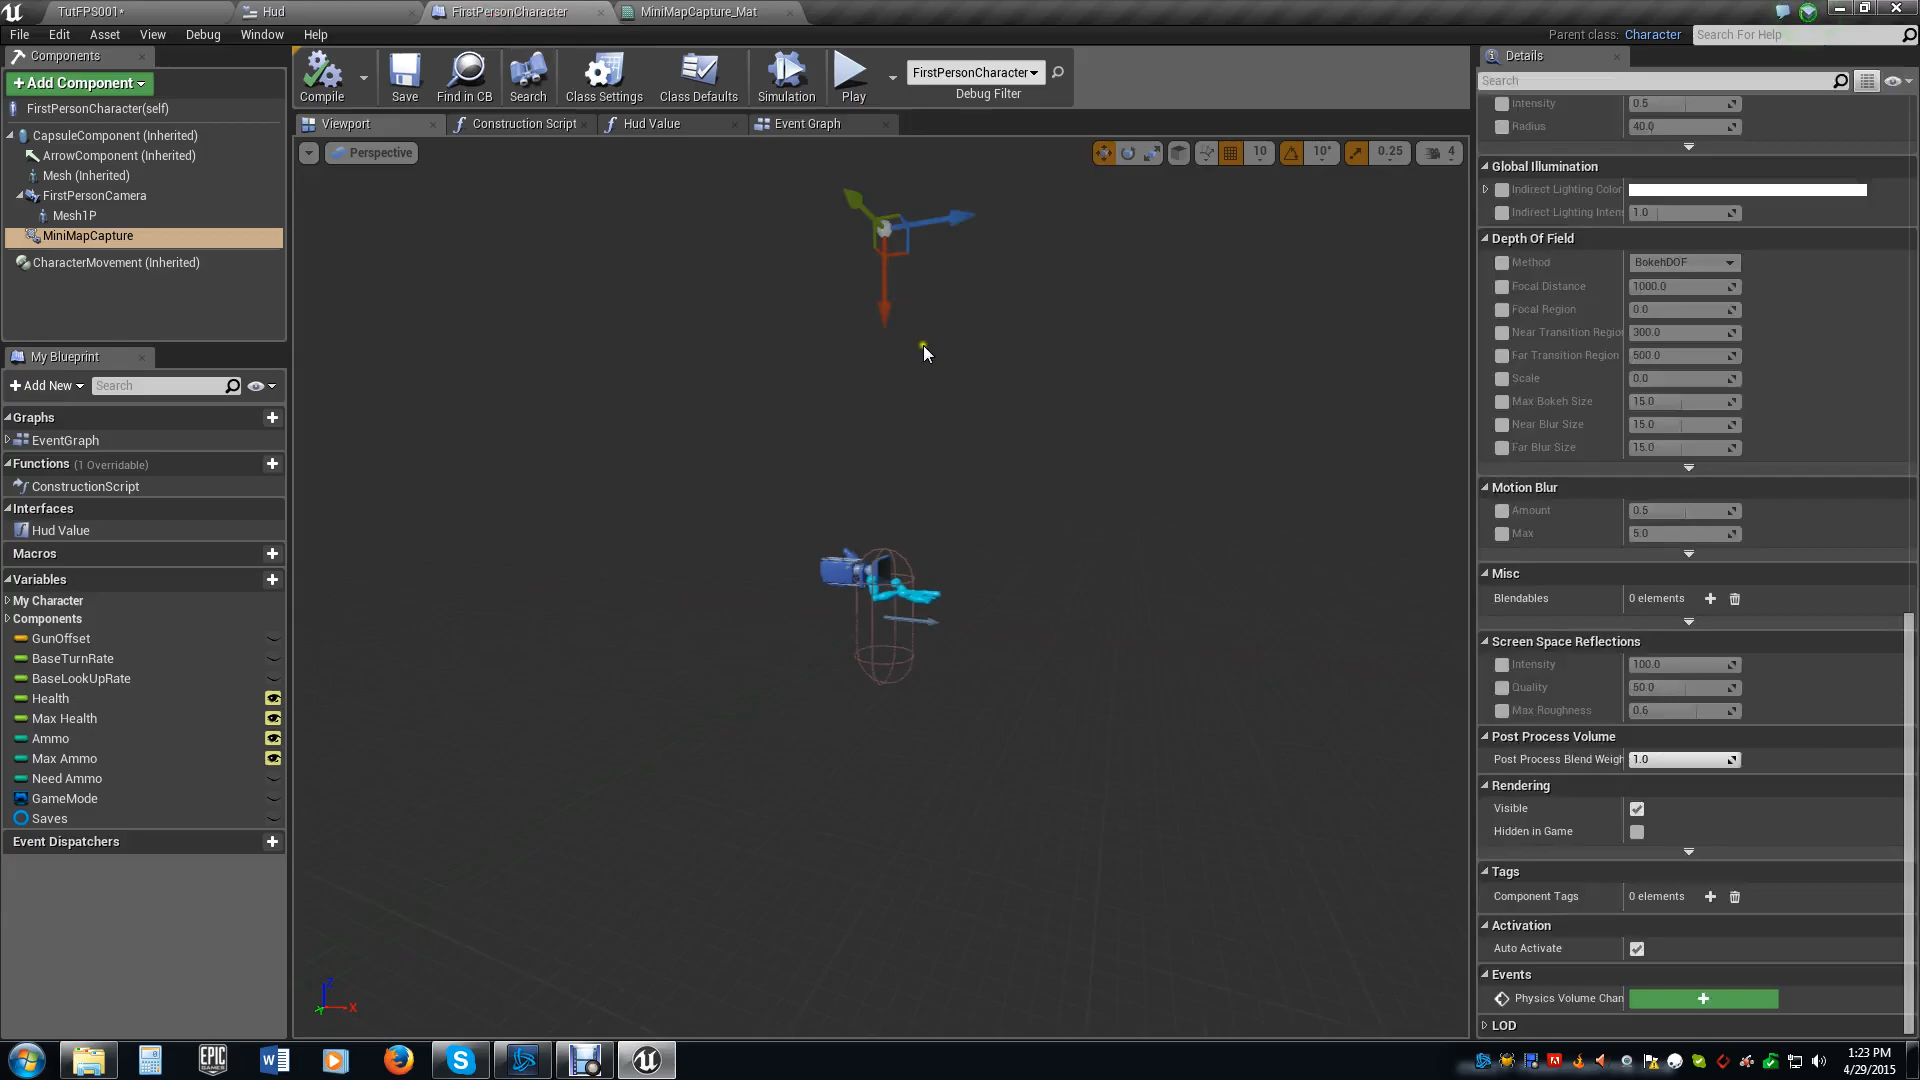 TutFPS001*
Hud
FirstPersonCharacter
MiniMapCapture_Mat
File
Edit
Asset
View
Debug
Window
Help
Parent class:
Character
Search For Help
Components
+Add Component
FirstPersonCharacter(self)
CapsuleComponent (Inherited)
ArrowComponent (Inherited)
Mesh (Inherited)
FirstPersonCamera
Mesh1P
MiniMapCapture
CharacterMovement (Inherited)
My Blueprint
+Add New
Search
Graphs
EventGraph
Functions (1 Overridable)
ConstructionScript
Interfaces
Hud Value
Macros
Variables
My Character
Components
GunOffset
BaseTurnRate
BaseLookUpRate
Health
Max Health
Ammo
Max Ammo
Need Ammo
GameMode
Saves
Event Dispatchers
Compile
Save
Find in CB
Search
Class Settings
Class Defaults
Simulation
Play
FirstPersonCharacter
Debug Filter
Viewport
Construction Script
Hud Value
Event Graph
Perspective
10
10°
0.25
4
Z
X
Y
Details
Search
Intensity
0.5
Radius
40.0
Global Illumination
Indirect Lighting Color
Indirect Lighting Intens
1.0
Depth Of Field
Method
BokehDOF
Focal Distance
1000.0
Focal Region
0.0
Near Transition Regio
300.0
Far Transition Region
500.0
Scale
0.0
Max Bokeh Size
15.0
Near Blur Size
15.0
Far Blur Size
15.0
Motion Blur
Amount
0.5
Max
5.0
Misc
Blendables
0 elements
Screen Space Reflections
Intensity
100.0
Quality
50.0
Max Roughness
0.6
Post Process Volume
Post Process Blend Weigh
1.0
Rendering
Visible
Hidden in Game
Tags
Component Tags
0 elements
Activation
Auto Activate
Events
Physics Volume Chan
LOD
EPIC
GAMES
1:23 PM
4/29/2015